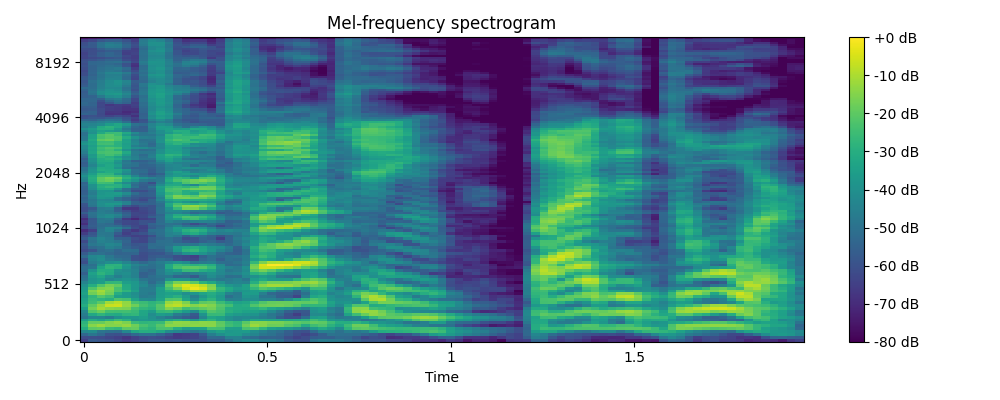 Mel-frequency spectrogram
8192
4096
2048
1024
512
0
Hz
0
0.5
1
1.5
Time
+0 dB
-10 dB
-20 dB
-30 dB
-40 dB
-50 dB
-60 dB
-70 dB
-80 dB